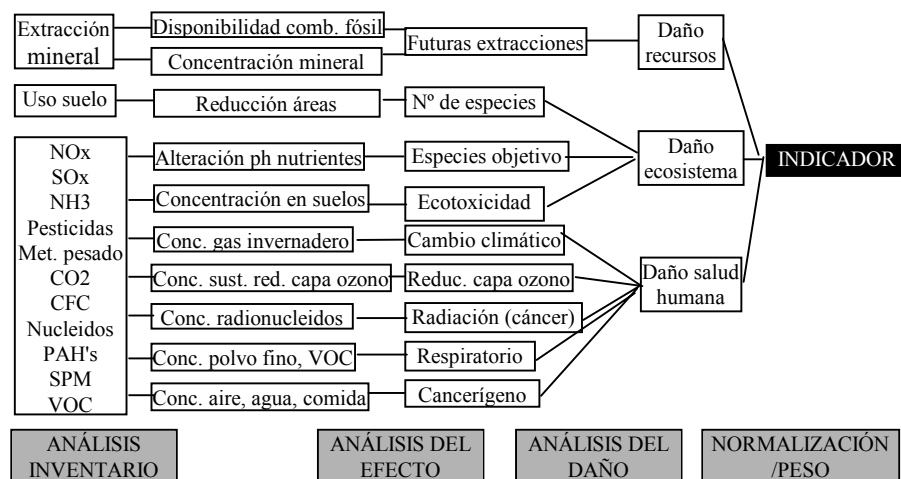 Extracción
mineral
Disponibilidad comb. fósil
Concentración mineral
Futuras extracciones
Daño
recursos
Uso suelo
Reducción áreas
Nº de especies
NOx
SOx
NH3
Pesticidas
Met. pesado
CO2
CFC
Nucleidos
PAH's
SPM
VOC
Alteración ph nutrientes
Especies objetivo
Daño
ecosistema
INDICADOR
Concentración en suelos
Ecotoxicidad
Conc. gas invernadero
Cambio climático
Conc. sust. red. capa ozono
Reduc. capa ozono
Daño salud
humana
Conc. radionucleidos
Radiación (cáncer)
Conc. polvo fino, VOC
Respiratorio
Conc. aire, agua, comida
Cancerígeno
ANÁLISIS
INVENTARIO
ANÁLISIS DEL
EFECTO
ANÁLISIS DEL
DAÑO
NORMALIZACIÓN
/PESO